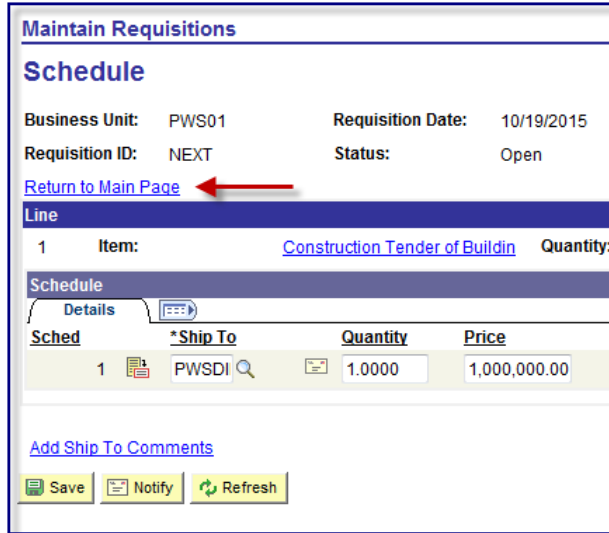 Maintain Requisitions
Schedule
Business Unit: PWS01 Requisition Date: 10/19/2015
Requisition ID: NEXT Status: Open
Return to Main Page
Line
1 Item: Construction Tender of Buildin Quantity:
Schedule
Details
Sched *Ship To Quantity Price
1 PWSDI 1.0000 1,000,000.00
Add Ship To Comments
Save Notify Refresh